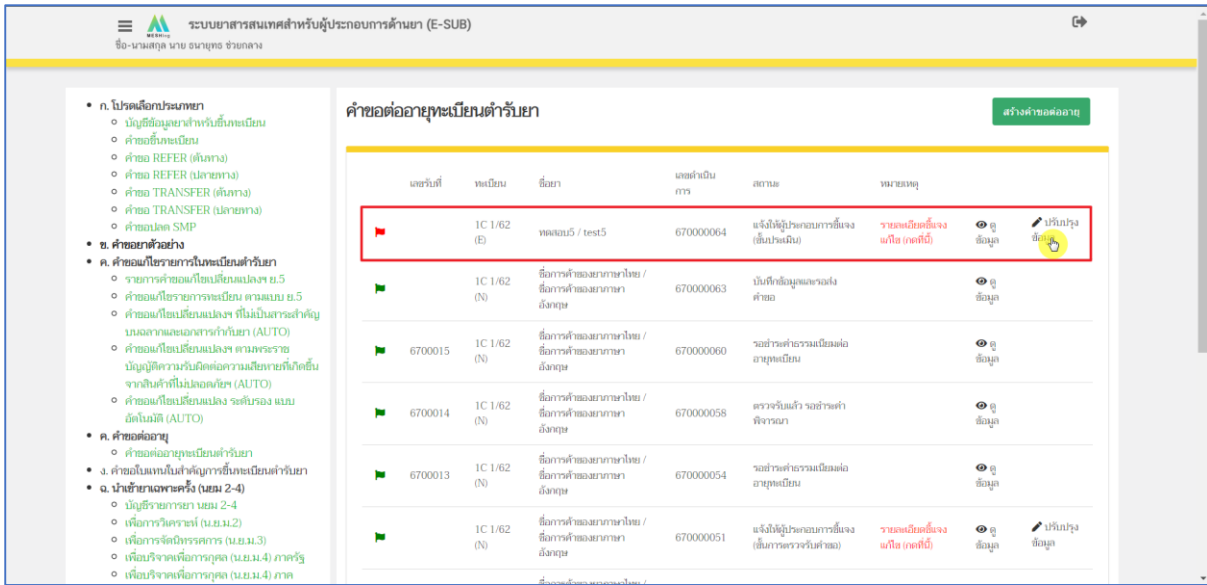 ระบบยาสารสนเทศสำหรับผู้ประกอบการด้านยา (E-SUB)
ชื่อ-นามสกุล นาย ธนายุทธ ช่วยกลาง
ก. โปรดเลือกประเภทยา
บัญชีข้อมูลยาสำหรับขึ้นทะเบียน
คำขอขึ้นทะเบียน
คำขอ REFER (ต้นทาง)
คำขอ REFER (ปลายทาง)
คำขอ TRANSFER (ต้นทาง)
คำขอ TRANSFER (ปลายทาง)
คำขอปลด SMP
ข. คำขอยาตัวอย่าง
ค. คำขอแก้ไขรายการในทะเบียนตำรับยา
รายการคำขอแก้ไขเปลี่ยนแปลงฯ ย.5
คำขอแก้ไขรายการทะเบียน ตามแบบ ย.5
คำขอแก้ไขเปลี่ยนแปลงฯ ที่ไม่เป็นสาระสำคัญ
บนฉลากและเอกสารกำกับยา (AUTO)
คำขอแก้ไขเปลี่ยนแปลงฯ ตามพระราช
บัญญัติความรับผิดต่อความเสียหายที่เกิดขึ้น
จากสินค้าที่ไม่ปลอดภัยฯ (AUTO)
คำขอแก้ไขเปลี่ยนแปลง ระดับรอง แบบ
อัตโนมัติ (AUTO)
ค. คำขอต่ออายุ
คำขอต่ออายุทะเบียนตำรับยา
ง. คำขอใบแทนใบสำคัญการขึ้นทะเบียนตำรับยา
ฉ. นำเข้ายาเฉพาะครั้ง (นยม 2-4)
บัญชีรายการยา นยม 2-4
เพื่อการวิเคราะห์ (น.ย.ม.2)
เพื่อการจัดนิทรรศการ (น.ย.ม.3)
เพื่อบริจาคเพื่อการกุศล (น.ย.ม.4) ภาครัฐ
เพื่อบริจาคเพื่อการกุศล (น.ย.ม.4) ภาค
คำขอต่ออายุทะเบียนตำรับยา
สร้างคำขอต่ออายุ
เลขรับที่ ทะเบียน ชื่อยา เลขดำเนิน สถานะ หมายเหตุ
การ
1C 1/62 ทดสอบ5 / test5 670000064 แจ้งให้ผู้ประกอบการชี้แจง รายละเอียดชี้แจง ดู ปรับปรุง
(E) (ชั้นประเมิน) แก้ไข (กดที่นี้) ข้อมูล
1C 1/62 ชื่อการค้าของยาภาษาไทย / 670000063 บันทึกข้อมูลและรอส่ง ดู
(N) ชื่อการค้าของยาภาษา คำขอ ข้อมูล
อังกฤษ
6700015 1C 1/62 ชื่อการค้าของยาภาษาไทย / 670000060 รอชำระค่าธรรมเนียมต่อ ดู
(N) ชื่อการค้าของยาภาษา อายุทะเบียน ข้อมูล
อังกฤษ
6700014 1C 1/62 ชื่อการค้าของยาภาษาไทย / 670000058 ตรวจรับแล้ว รอชำระค่า ดู
(N) ชื่อการค้าของยาภาษา พิจารณา ข้อมูล
อังกฤษ
6700013 1C 1/62 ชื่อการค้าของยาภาษาไทย / 670000054 รอชำระค่าธรรมเนียมต่อ ดู
(N) ชื่อการค้าของยาภาษา อายุทะเบียน ข้อมูล
อังกฤษ
1C 1/62 ชื่อการค้าของยาภาษาไทย / 670000051 แจ้งให้ผู้ประกอบการชี้แจง รายละเอียดชี้แจง ดู ปรับปรุง
(N) ชื่อการค้าของยาภาษา (ชั้นการตรวจรับคำขอ) แก้ไข (กดที่นี้) ข้อมูล ข้อมูล
อังกฤษ